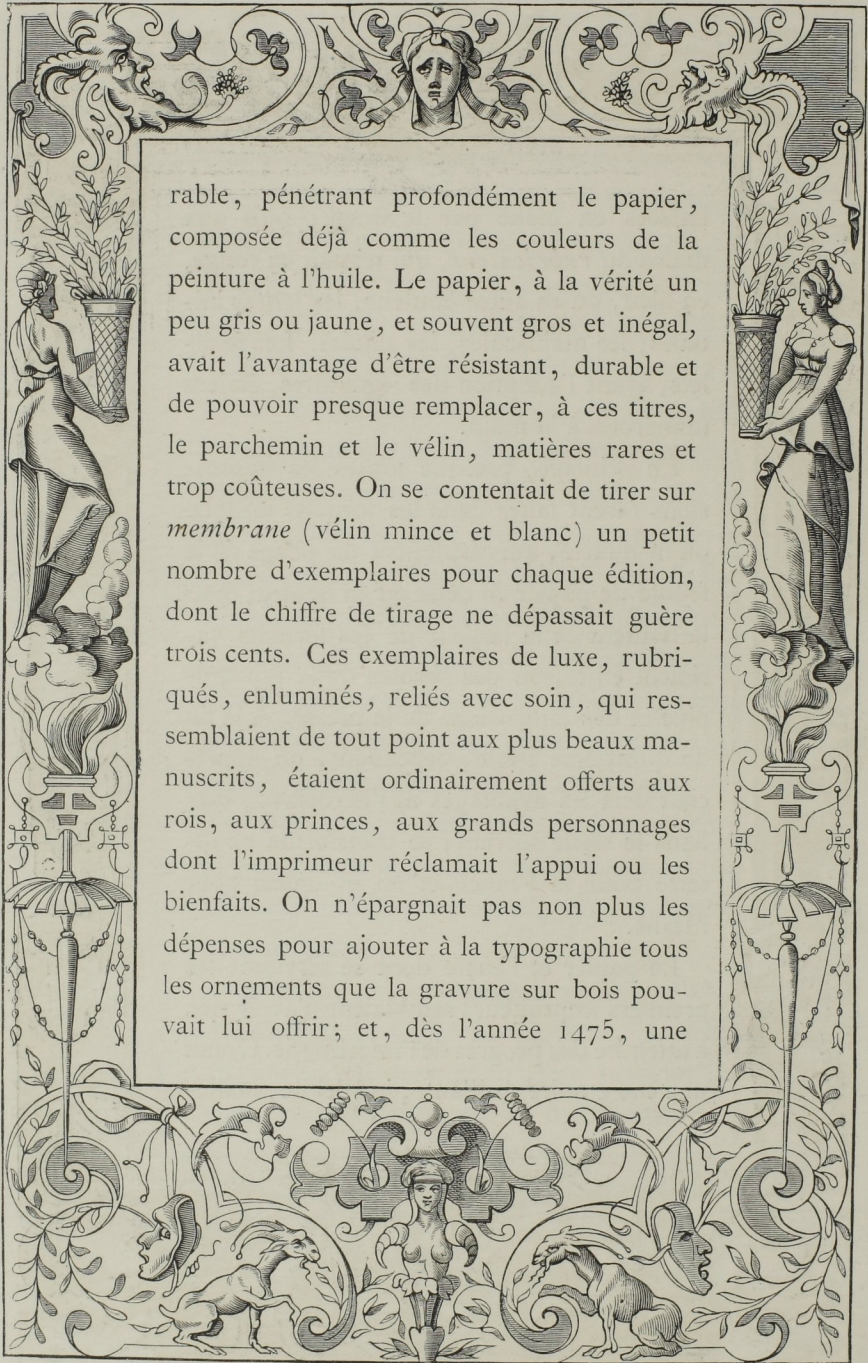 rable, pénétrant profondément le papier,
composée déjà comme les couleurs de la
peinture à l'huile. Le papier, à la vérité un
peu gris ou jaune, et souvent gros et inégal,
avait l'avantage d'être résistant, durable et
de pouvoir presque remplacer, à ces titres,
le parchemin et le vélin, matières rares et
trop coûteuses. On se contentait de tirer sur
membrane (vélin mince et blanc) un petit
nombre d'exemplaires pour chaque édition,
dont le chiffre de tirage ne dépassait guère
trois cents. Ces exemplaires de luxe, rubri-
qués, enluminés, reliés avec soin, qui res-
semblaient de tout point aux plus beaux ma-
nuscrits, étaient ordinairement offerts aux
rois, aux princes, aux grands personnages
dont l'imprimeur réclamait l'appui ou les
bienfaits. On n'épargnait pas non plus les
dépenses pour ajouter à la typographie tous
les ornements que la gravure sur bois pou-
vait lui offrir; et, dès l'année 1475, une